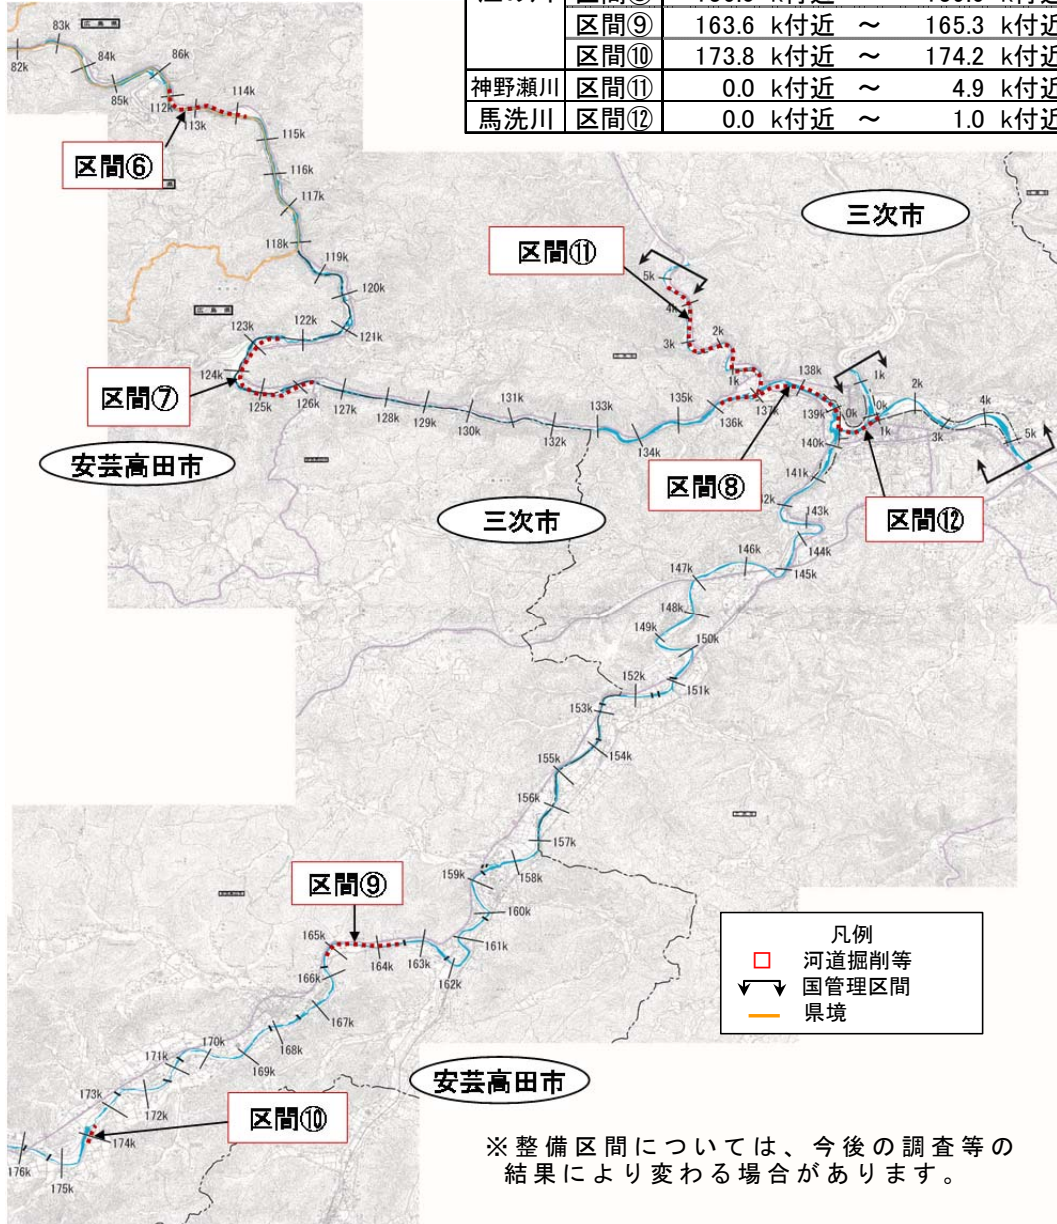 区間⑨ 163.6 k付近 ～ 165.3 k付近
区間⑩ 173.8 k付近 ～ 174.2 k付近
神野瀬川 区間⑪ 0.0 k付近 ～ 4.9 k付近
馬洗川 区間⑫ 0.0 k付近 ～ 1.0 k付近
83k
82k
84k
85k
86k
112k
113k
114k
115k
116k
117k
118k
119k
120k
121k
122k
123k
124k
125k
126k
127k
128k
129k
130k
131k
132k
133k
134k
135k
136k
137k
138k
139k
140k
141k
143k
144k
145k
146k
147k
148k
149k
150k
151k
152k
153k
154k
155k
156k
157k
158k
159k
160k
161k
162k
163k
164k
165k
166k
167k
168k
169k
170k
171k
172k
173k
174k
175k
176k
5k
4k
3k
2k
1k
1k
0k
0k
1k
2k
3k
4k
5k
区間⑥
区間⑦
区間⑪
区間⑧
区間⑫
区間⑨
区間⑩
三次市
安芸高田市
三次市
安芸高田市
凡例
河道掘削等
国管理区間
県境
※整備区間については、今後の調査等の
結果により変わる場合があります。